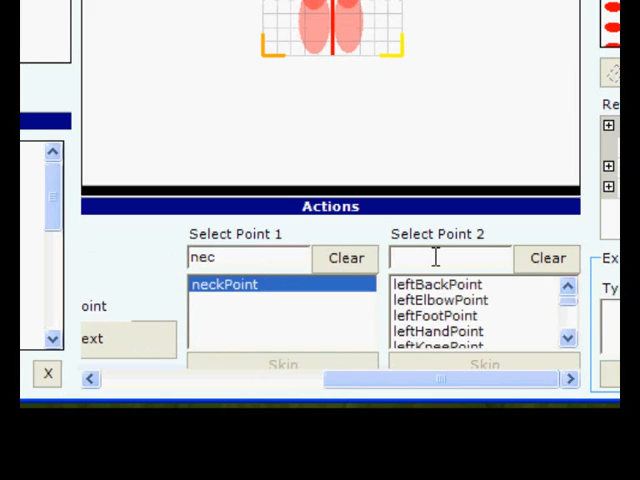 Re
Actions
Select Point 1
Select Point 2
nec
Clear
Clear
Ex
neckPoint
leftBackPoint
Ty
leftElbowPoint
oint
leftFootPoint
ext
leftHandPoint
leftKneePoint
Skin
Skin
X